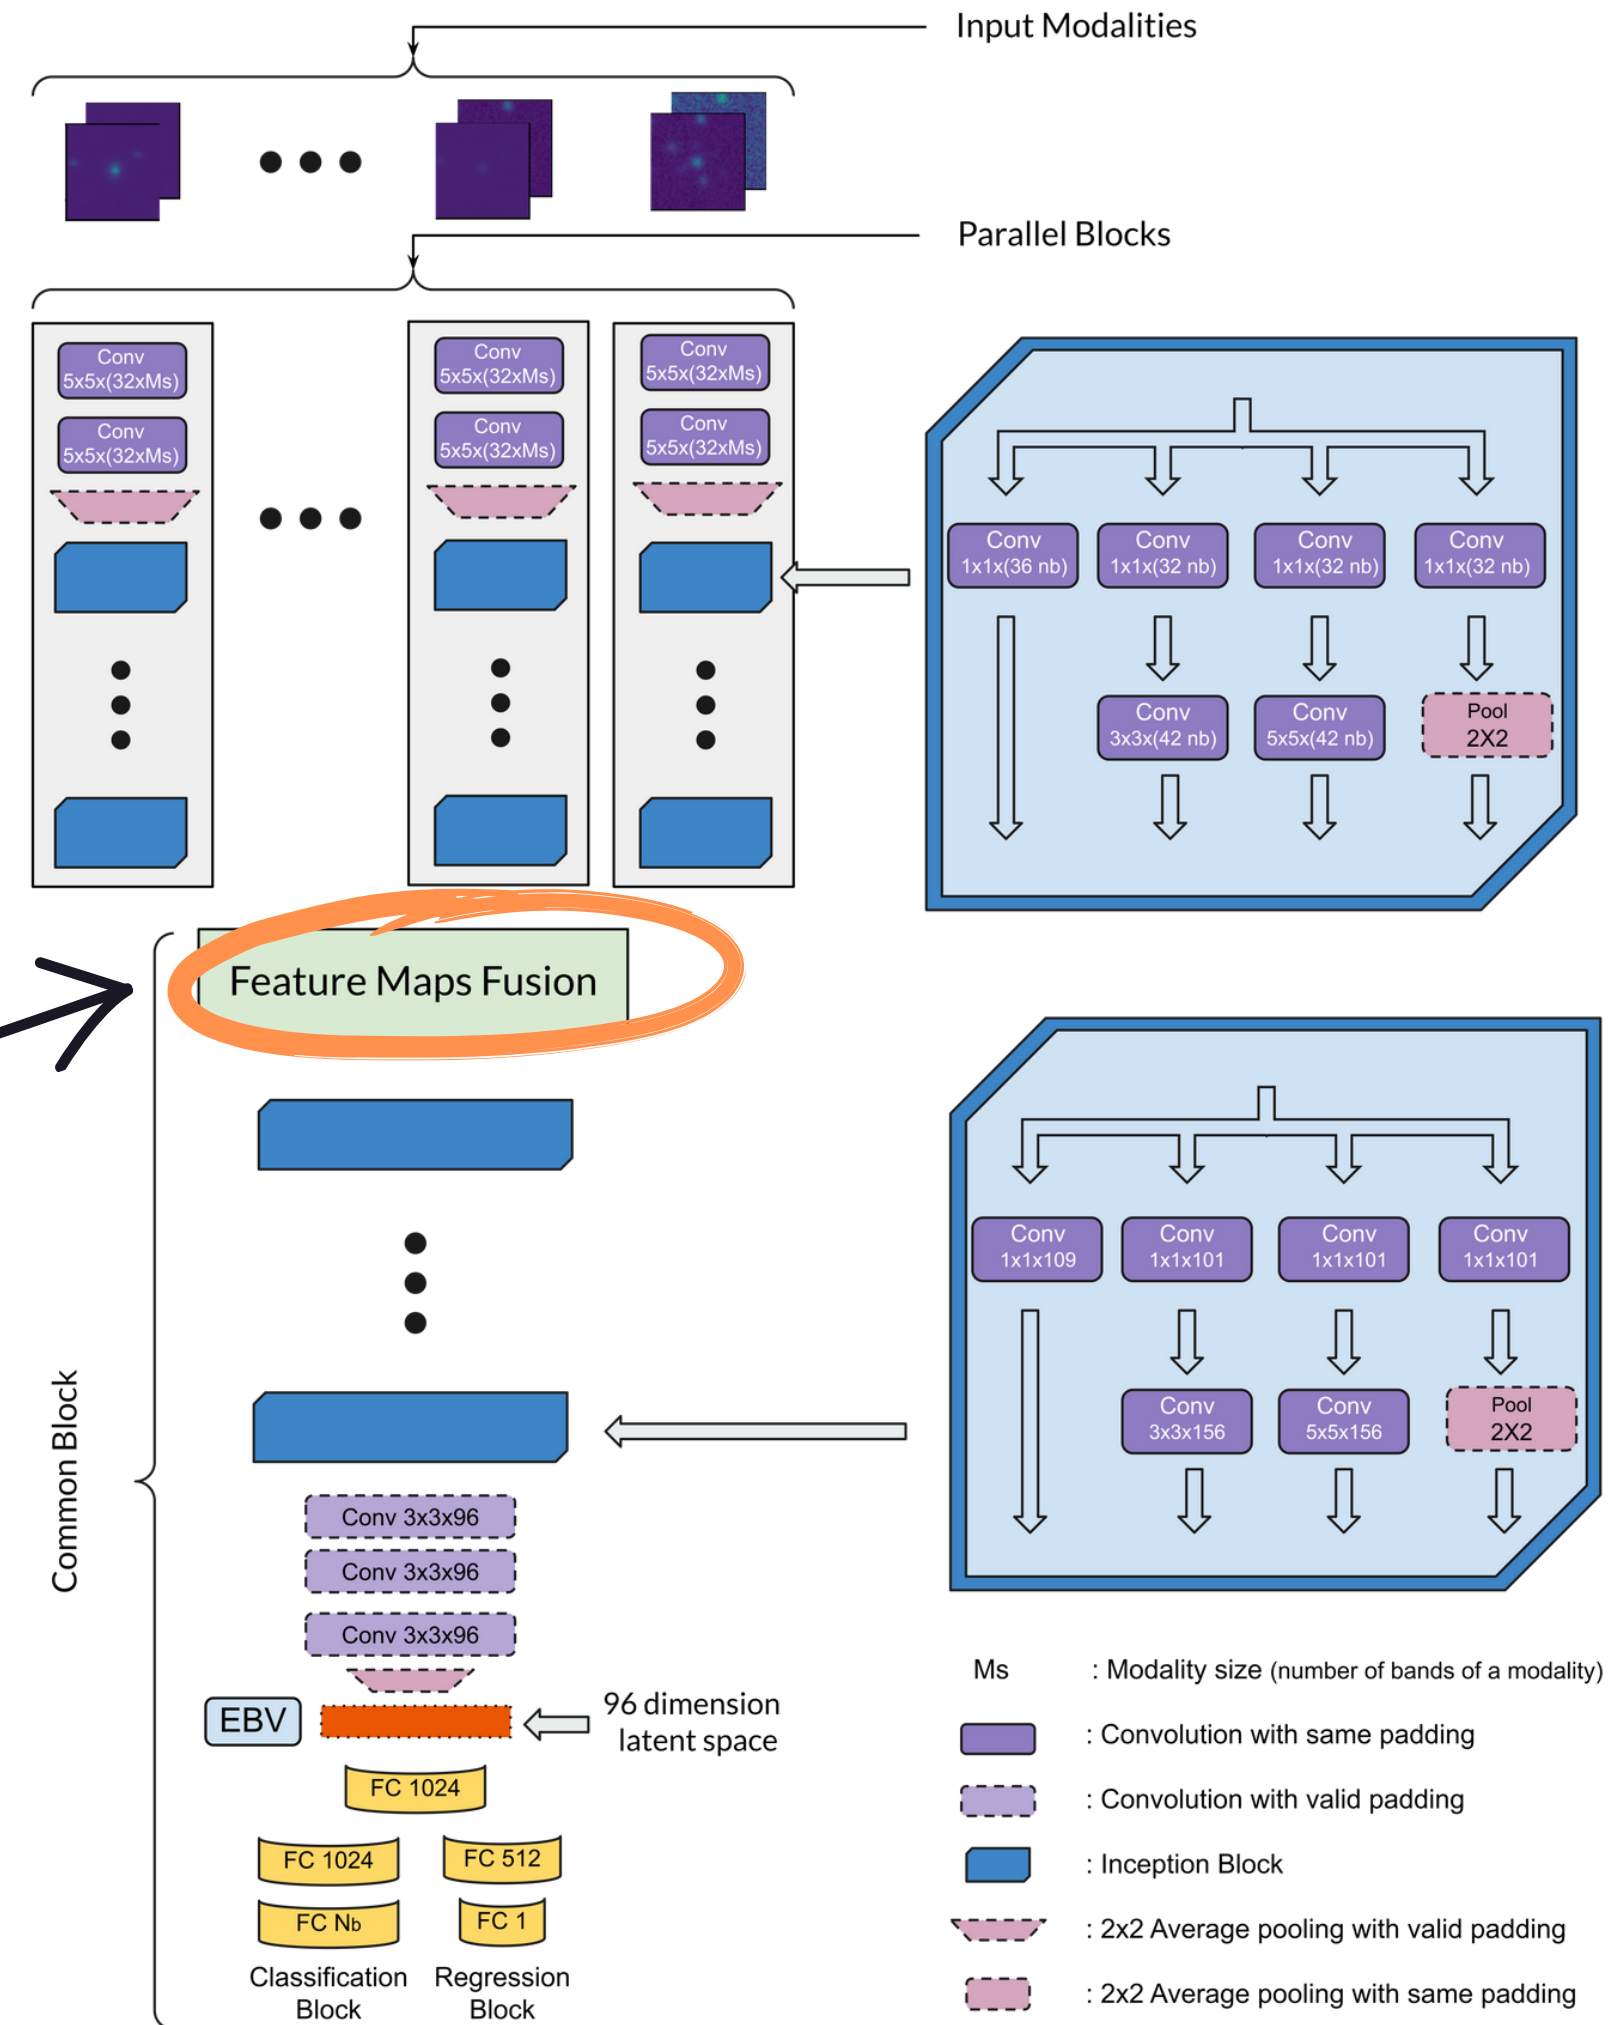 Input Modalities
Parallel Blocks
Conv
5x5x(32xMs)
Conv
5x5x(32xMs)
Conv
5x5x(32xMs)
Conv
5x5x(32xMs)
Conv
5x5x(32xMs)
Conv
5x5x(32xMs)
Conv
1x1x(36 nb)
Conv
1x1x(32 nb)
Conv
1x1x(32 nb)
Conv
1x1x(32 nb)
Conv
3x3x(42 nb)
Conv
5x5x(42 nb)
Pool
2X2
Feature Maps Fusion
Common Block
Conv
1x1x109
Conv
1x1x101
Conv
1x1x101
Conv
1x1x101
Conv
3x3x156
Conv
5x5x156
Pool
2X2
Conv 3x3x96
Conv 3x3x96
Conv 3x3x96
EBV
96 dimension
latent space
FC 1024
FC 1024
FC 512
FC Nb
FC 1
Classification
Block
Regression
Block
Ms : Modality size (number of bands of a modality)
: Convolution with same padding
: Convolution with valid padding
: Inception Block
: 2x2 Average pooling with valid padding
: 2x2 Average pooling with same padding